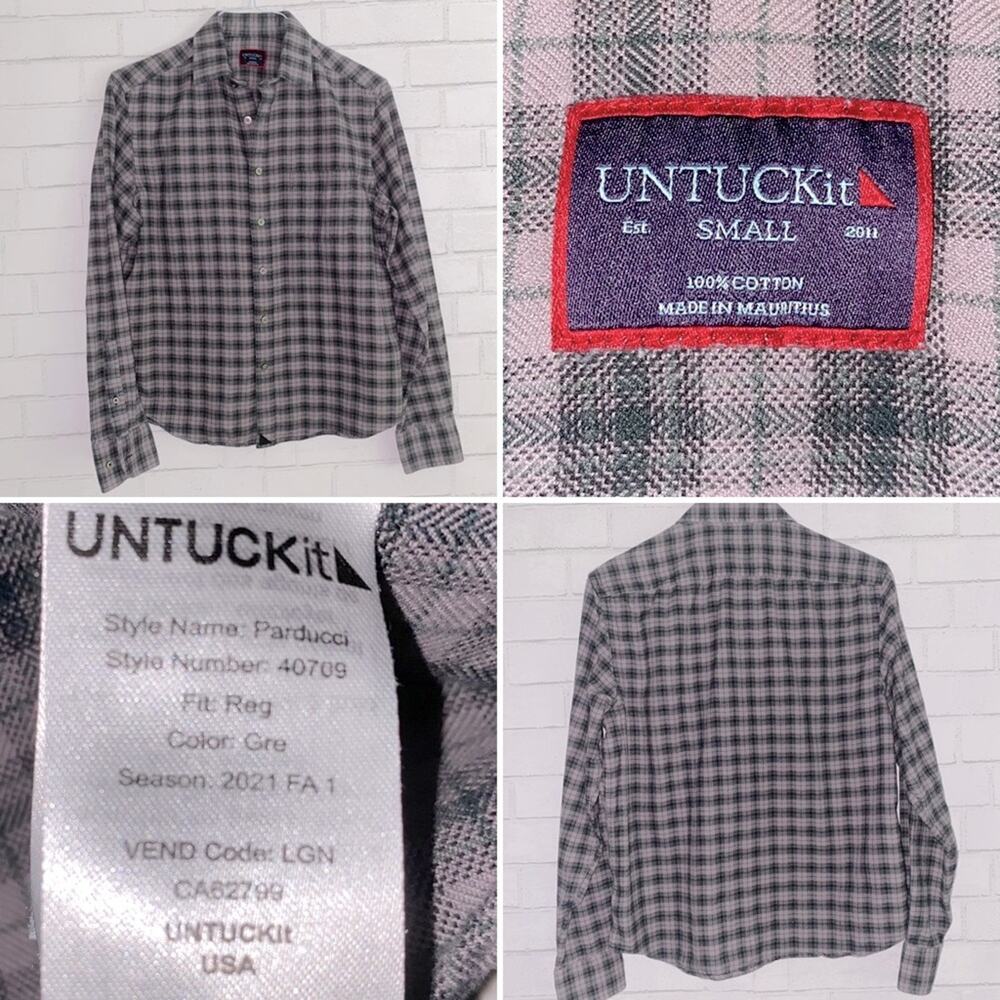 UNTUCKit
UNTUCKit
Est. SMALL 2011
100% COTTON
MADE IN MAURITIUS
UNTUCKit
Style Name: Parducci
Style Number: 40709
Fit: Reg
Color: Gre
Season: 2021 FA 1
VEND Code: LGN
CA62799
UNTUCKit
USA